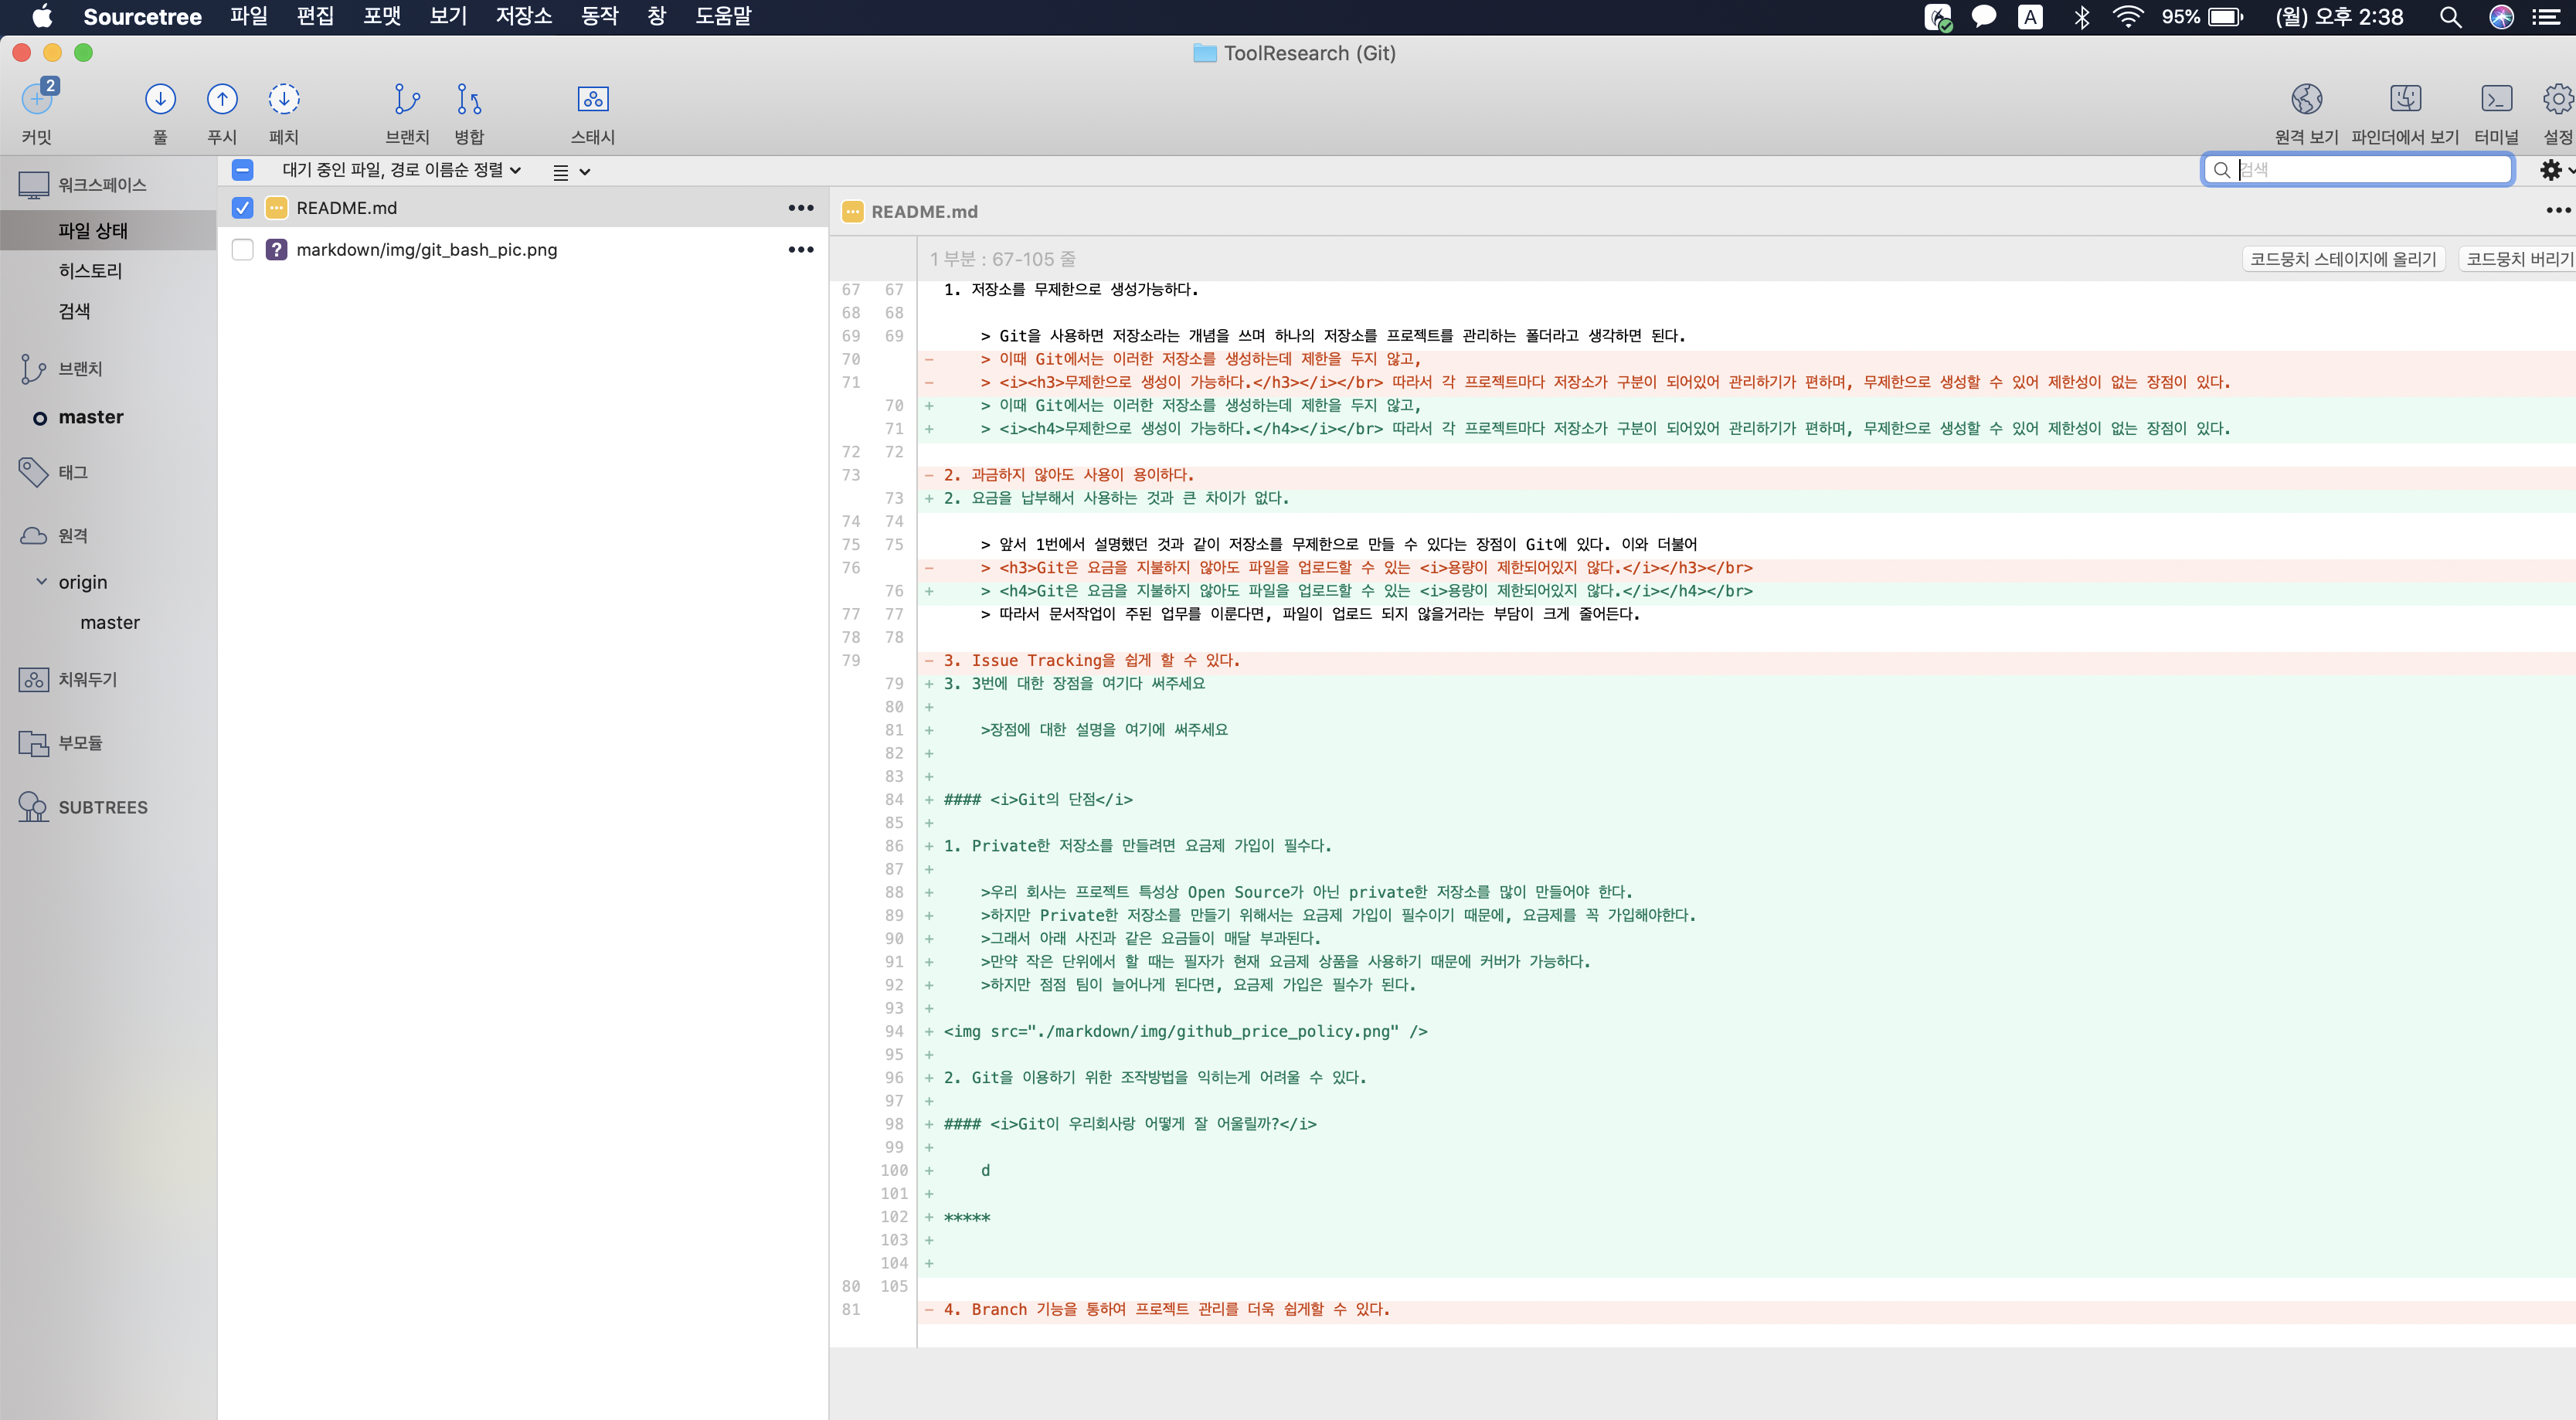 Sourcetree 파일 편집 포맷 보기 저장소 동작 창 도움말 A 95% (월) 오후 2:38
ToolResearch (Git)
2
커밋 풀 푸시 페치 브랜치 병합 스태시 원격 보기 파인더에서 보기 터미널 설정
워크스페이스
파일 상태
히스토리
검색
브랜치
master
태그
원격
origin
master
치워두기
부모듈
SUBTREES
대기 중인 파일, 경로 이름순 정렬
검색
README.md
? markdown/img/git_bash_pic.png
README.md
1 부분 : 67-105 줄 코드뭉치 스테이지에 올리기 코드뭉치 버리기
67 67 1. 저장소를 무제한으로 생성가능하다.
68 68
69 69 > Git을 사용하면 저장소라는 개념을 쓰며 하나의 저장소를 프로젝트를 관리하는 폴더라고 생각하면 된다.
70 - > 이때 Git에서는 이러한 저장소를 생성하는데 제한을 두지 않고,
71 - > <i><h3>무제한으로 생성이 가능하다.</h3></i></br> 따라서 각 프로젝트마다 저장소가 구분이 되어있어 관리하기가 편하며, 무제한으로 생성할 수 있어 제한성이 없는 장점이 있다.
70 + > 이때 Git에서는 이러한 저장소를 생성하는데 제한을 두지 않고,
71 + > <i><h4>무제한으로 생성이 가능하다.</h4></i></br> 따라서 각 프로젝트마다 저장소가 구분이 되어있어 관리하기가 편하며, 무제한으로 생성할 수 있어 제한성이 없는 장점이 있다.
72 72
73 - 2. 과금하지 않아도 사용이 용이하다.
73 + 2. 요금을 납부해서 사용하는 것과 큰 차이가 없다.
74 74
75 75 > 앞서 1번에서 설명했던 것과 같이 저장소를 무제한으로 만들 수 있다는 장점이 Git에 있다. 이와 더불어
76 - > <h3>Git은 요금을 지불하지 않아도 파일을 업로드할 수 있는 <i>용량이 제한되어있지 않다.</i></h3></br>
76 + > <h4>Git은 요금을 지불하지 않아도 파일을 업로드할 수 있는 <i>용량이 제한되어있지 않다.</i></h4></br>
77 77 > 따라서 문서작업이 주된 업무를 이룬다면, 파일이 업로드 되지 않을거라는 부담이 크게 줄어든다.
78 78
79 - 3. Issue Tracking을 쉽게 할 수 있다.
79 + 3. 3번에 대한 장점을 여기다 써주세요
80 +
81 + >장점에 대한 설명을 여기에 써주세요
82 +
83 +
84 + #### <i>Git의 단점</i>
85 +
86 + 1. Private한 저장소를 만들려면 요금제 가입이 필수다.
87 +
88 + >우리 회사는 프로젝트 특성상 Open Source가 아닌 private한 저장소를 많이 만들어야 한다.
89 + >하지만 Private한 저장소를 만들기 위해서는 요금제 가입이 필수이기 때문에, 요금제를 꼭 가입해야한다.
90 + >그래서 아래 사진과 같은 요금들이 매달 부과된다.
91 + >만약 작은 단위에서 할 때는 필자가 현재 요금제 상품을 사용하기 때문에 커버가 가능하다.
92 + >하지만 점점 팀이 늘어나게 된다면, 요금제 가입은 필수가 된다.
93 +
94 + <img src="./markdown/img/github_price_policy.png" />
95 +
96 + 2. Git을 이용하기 위한 조작방법을 익히는게 어려울 수 있다.
97 +
98 + #### <i>Git이 우리회사랑 어떻게 잘 어울릴까?</i>
99 +
100 + d
101 +
102 + *****
103 +
104 +
80 105
81 - 4. Branch 기능을 통하여 프로젝트 관리를 더욱 쉽게할 수 있다.